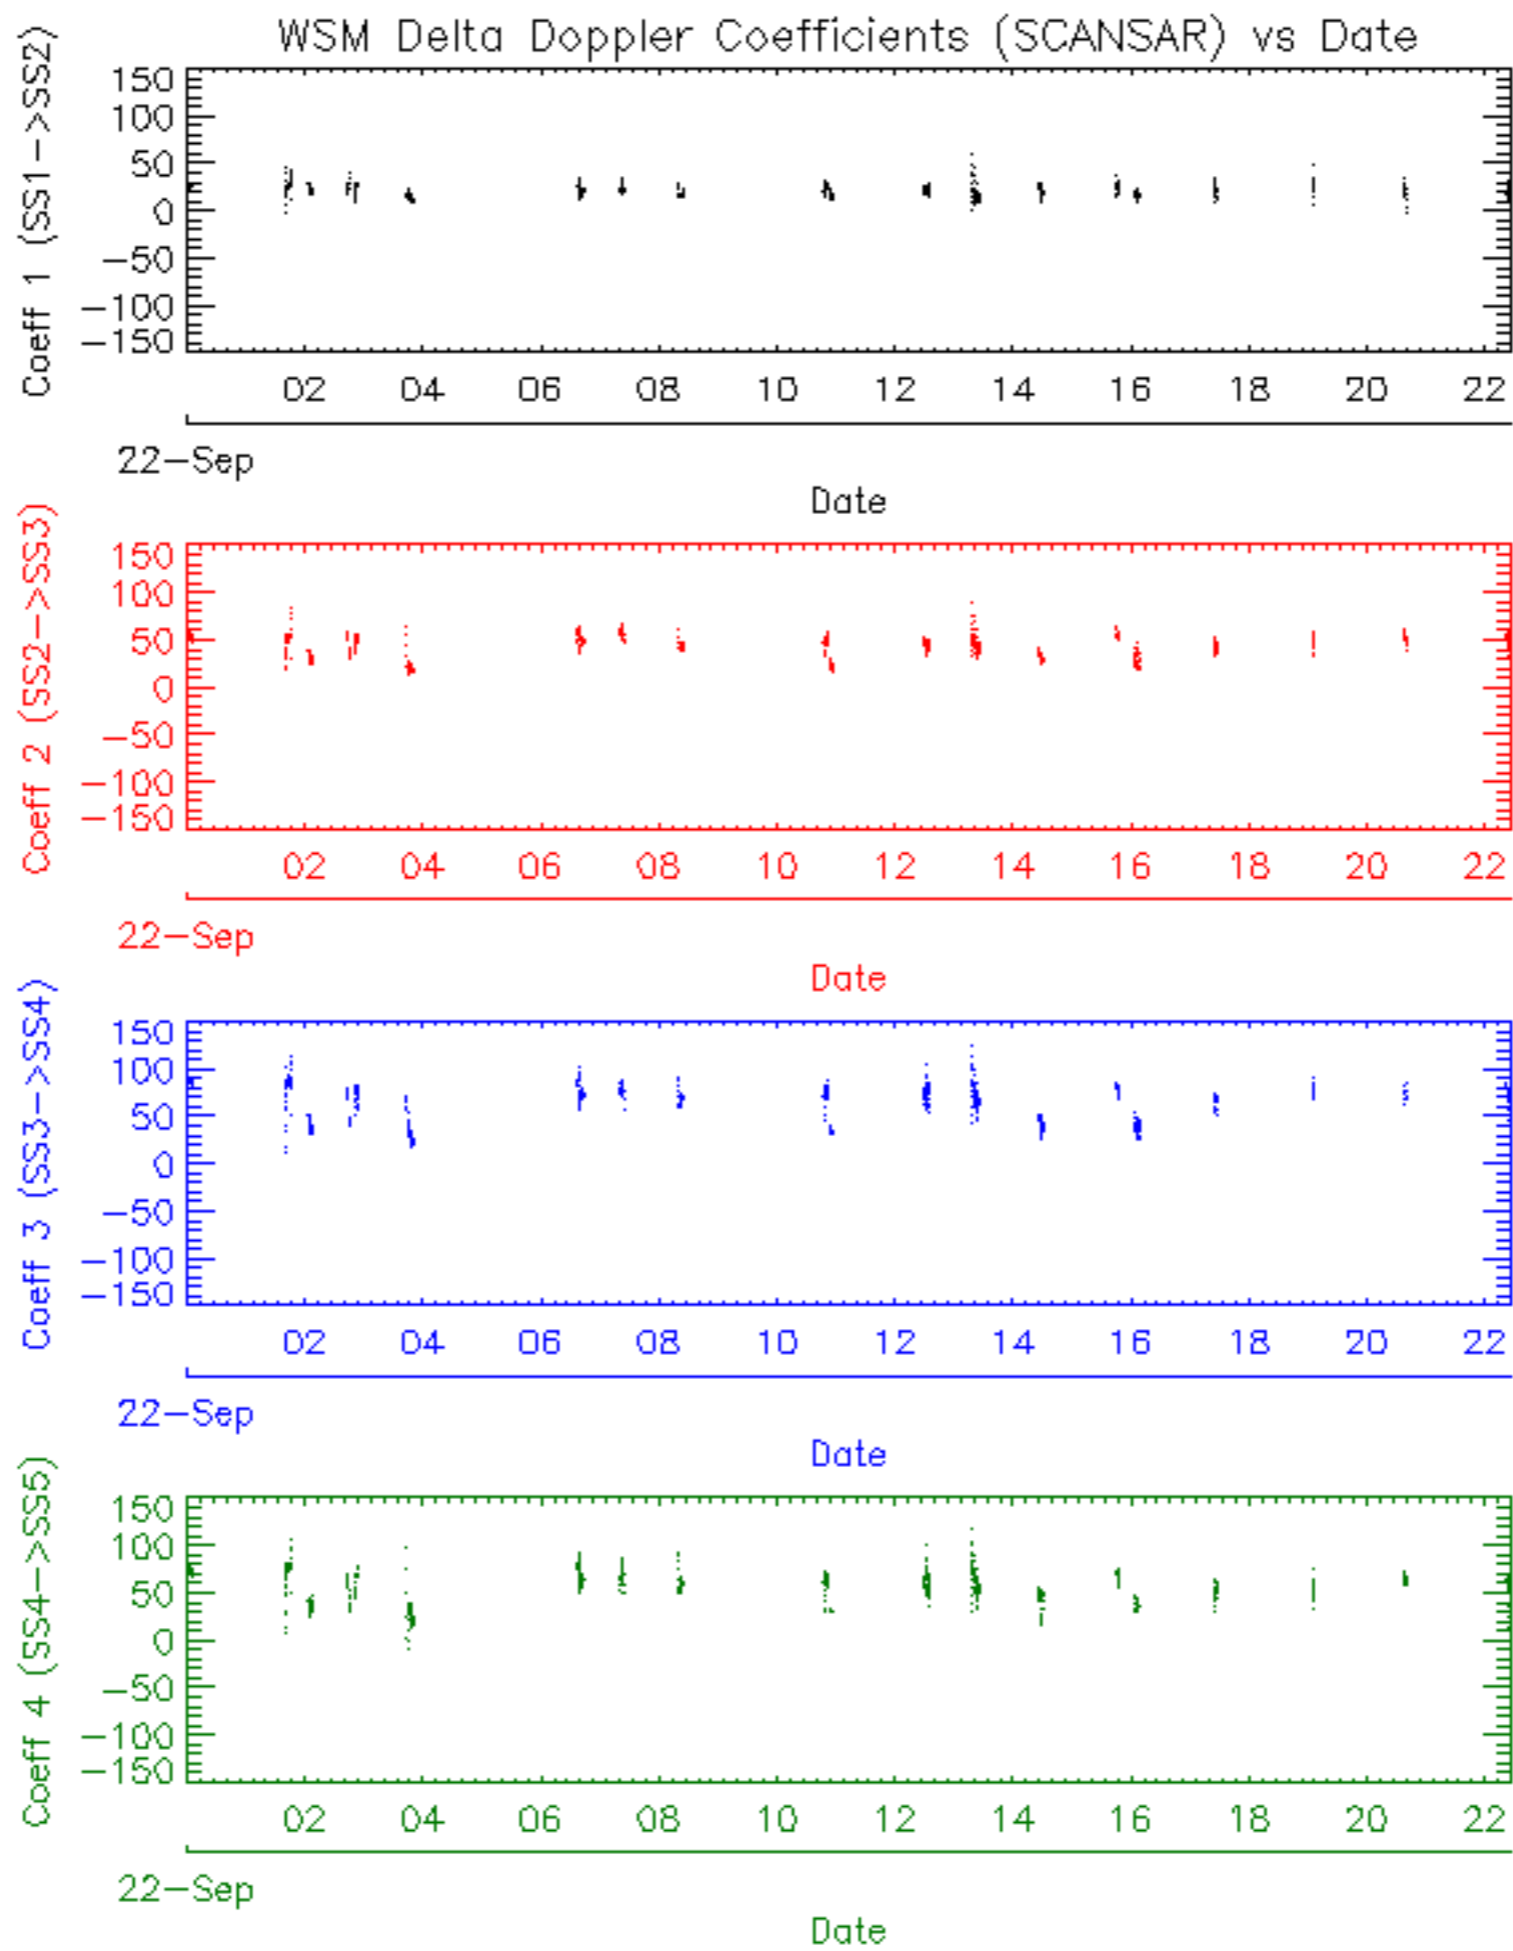 WSM Delta Doppler Coefficients (SCANSAR) vs Date
Coeff 1 (SS1->SS2)
150
100
50
0
-50
-100
-150
02 04 06 08 10 12 14 16 18 20 22
22-Sep
Date
Coeff 2 (SS2->SS3)
150
100
50
0
-50
-100
-150
02 04 06 08 10 12 14 16 18 20 22
22-Sep
Date
Coeff 3 (SS3->SS4)
150
100
50
0
-50
-100
-150
02 04 06 08 10 12 14 16 18 20 22
22-Sep
Date
Coeff 4 (SS4->SS5)
150
100
50
0
-50
-100
-150
02 04 06 08 10 12 14 16 18 20 22
22-Sep
Date